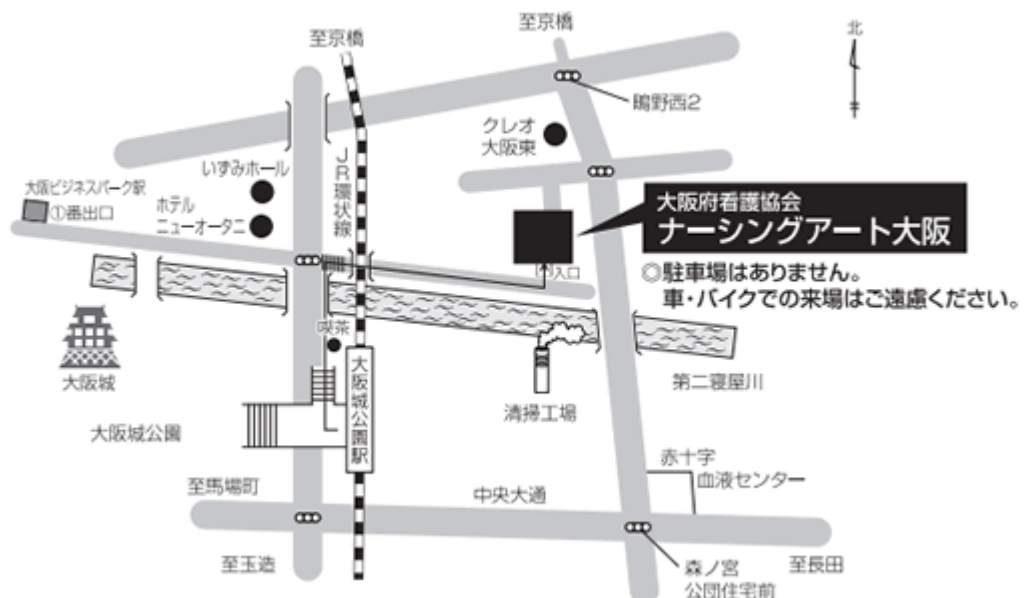 至京橋
至京橋
北
鴫野西2
クレオ
大阪東
いずみホール
JR環状線
大阪ビジネスパーク駅
①番出口
ホテル
ニューオータニ
大阪府看護協会
ナーシングアート大阪
入口
◎駐車場はありません。
車・バイクでの来場はご遠慮ください。
喫茶
大阪城
大阪城公園駅
清掃工場
第二寝屋川
大阪城公園
赤十字
血液センター
至馬場町
中央大通
至玉造
森ノ宮
公団住宅前
至長田